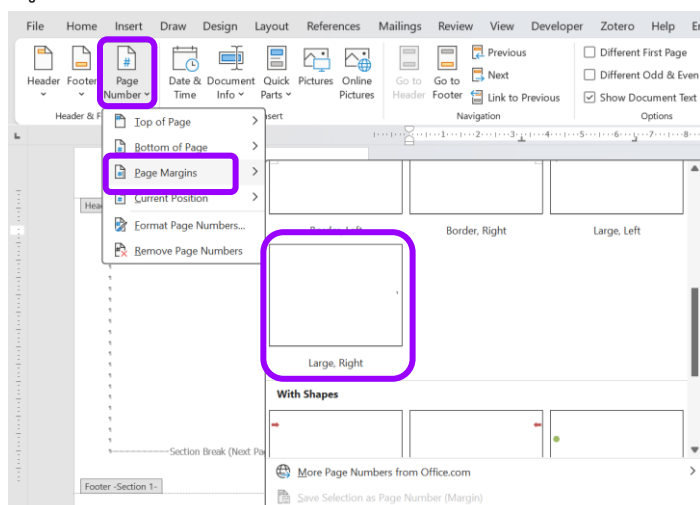 File Home Insert Draw Design Layout References Mailings Review View Developer Zotero Help
Header Footer Page Number Date & Time Document Info Quick Parts Pictures Online Pictures Go to Header Go to Footer Previous Next Link to Previous Different First Page Different Odd & Even Show Document Text
Header & F Navigation Options
Top of Page
Bottom of Page
Page Margins
Current Position
Format Page Numbers...
Remove Page Numbers
Border, Left Border, Right Large, Left
Large, Right
With Shapes
Section Break (Next Pa
More Page Numbers from Office.com
Save Selection as Page Number (Margin)
Footer -Section 1-